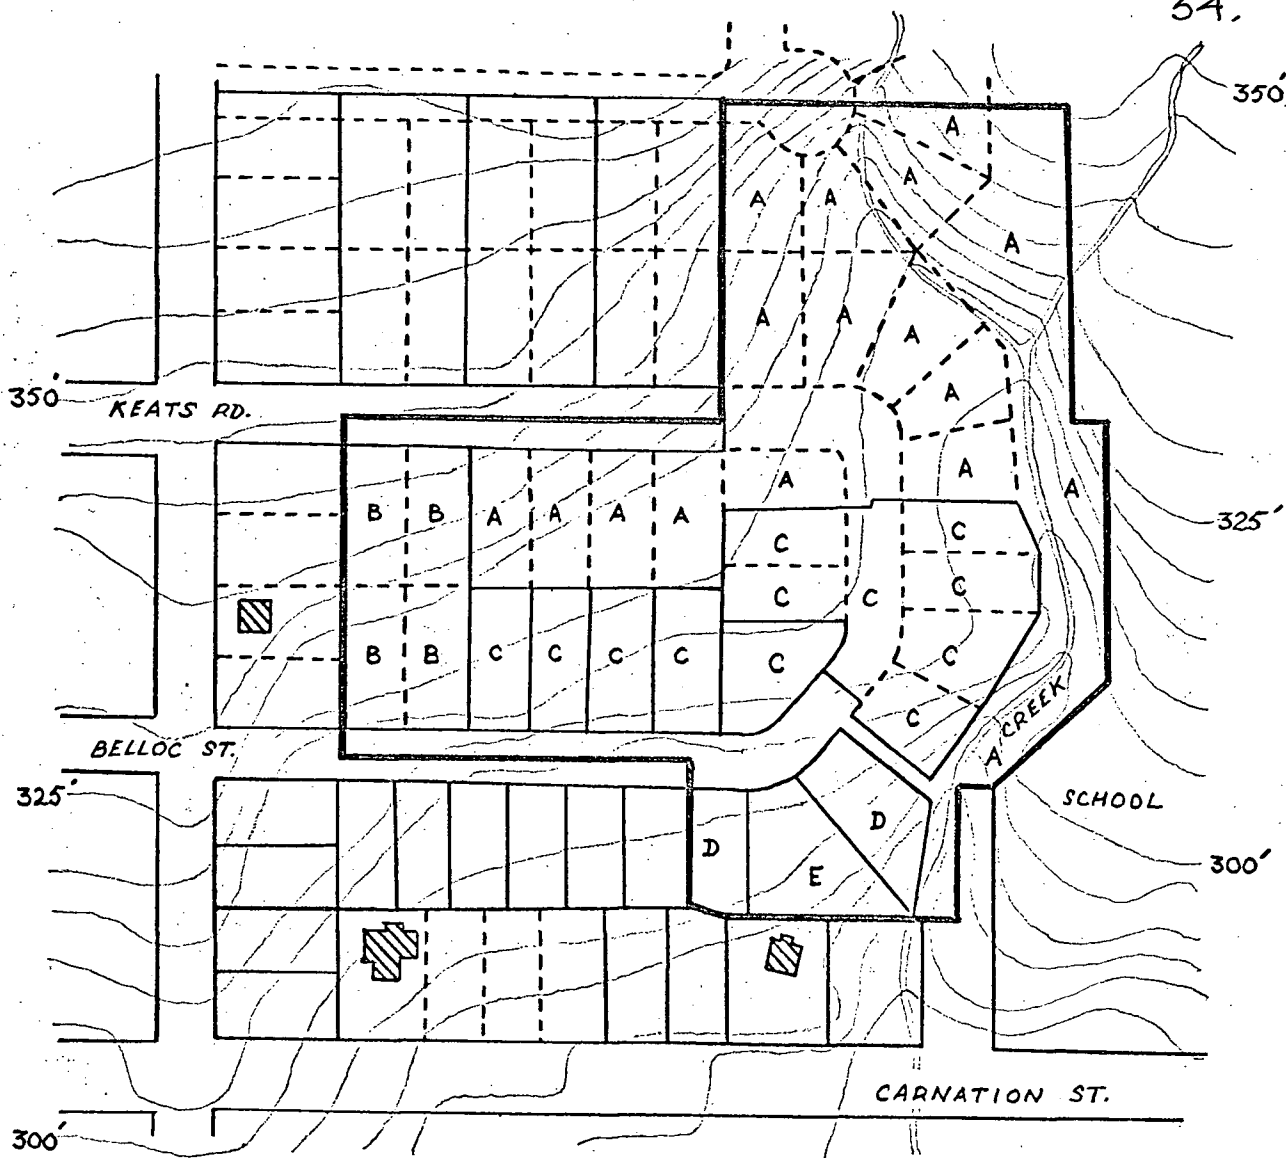 54.
350'
A
A
A A
A
A A
A
350'
KEATS RD.
A
A
A
A
B B A A A A
325'
C
C
C
C
C
C
B B C C C C
C
C
C
CREEK
A
BELLOC ST.
325'
SCHOOL
D
D
E
300'
CARNATION ST.
300'